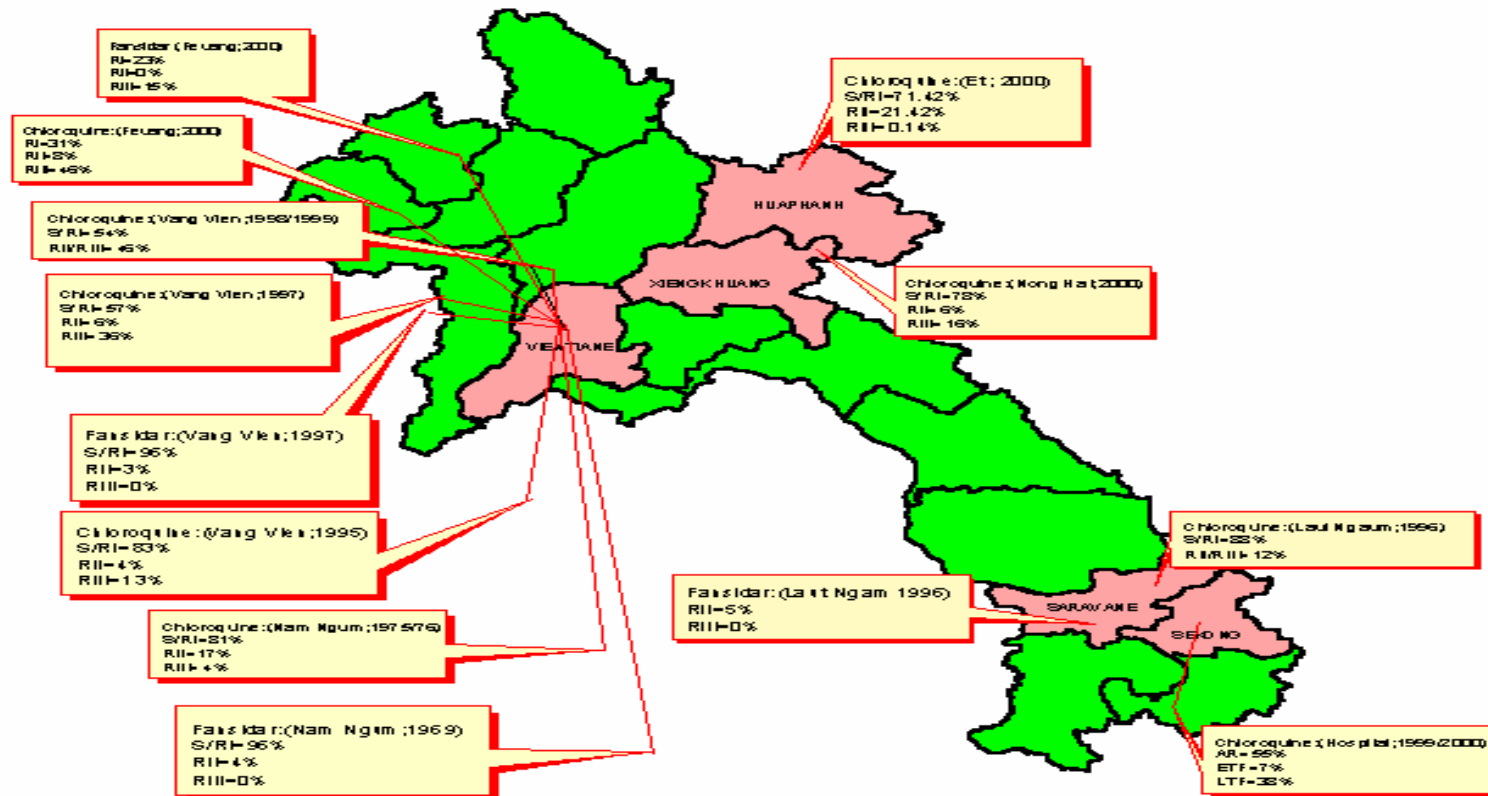 Fansidar:(Feuang;2000)
RI=23%
RII=0%
RIII=15%
Chloroquine:(Feuang;2000)
RI=31%
RII=8%
RIII=46%
Chloroquine:(Vang Vien;1998/1999)
S/RI=54%
RII/RIII=46%
Chloroquine:(Vang Vien;1997)
S/RI=57%
RII=6%
RIII=36%
Fansidar:(Vang Vien;1997)
S/RI=96%
RII=3%
RIII=0%
Chloroquine:(Vang Vien;1995)
S/RI=83%
RII=4%
RIII=13%
Chloroquine:(Nam Ngum;1975/76)
S/RI=81%
RII=17%
RIII=4%
Fansidar:(Nam Ngum;1969)
S/RI=96%
RII=4%
RIII=0%
Chloroquine:(Et; 2000)
S/RI=71.42%
RII=21.42%
RIII=0.14%
HUAPHANH
XIENGKHUANG
Chloroquine:(Nong Hat;2000)
S/RI=78%
RII=6%
RIII=16%
VIENTIANE
Chloroquine:(Laui Ngaum;1996)
S/RI=88%
RII/RIII=12%
Fansidar:(Laut Ngam 1996)
RII=5%
RIII=0%
SARAVANE
SEKONG
Chloroquine:(Hospital;1999/2000)
AR=55%
ETF=7%
LTF=38%